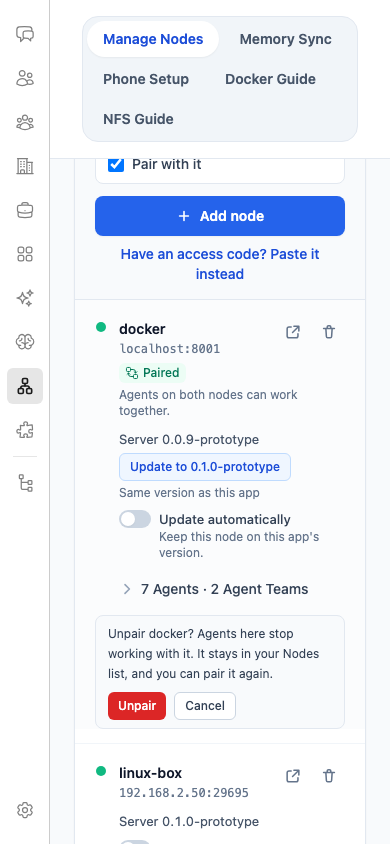 Manage Nodes
Memory Sync
Phone Setup
Docker Guide
NFS Guide
Pair with it
+ Add node
Have an access code? Paste it
instead
docker
localhost:8001
Paired
Agents on both nodes can work
together.
Server 0.0.9-prototype
Update to 0.1.0-prototype
Same version as this app
Update automatically
Keep this node on this app's
version.
7 Agents · 2 Agent Teams
Unpair docker? Agents here stop
working with it. It stays in your Nodes
list, and you can pair it again.
Unpair
Cancel
linux-box
192.168.2.50:29695
Server 0.1.0-prototype